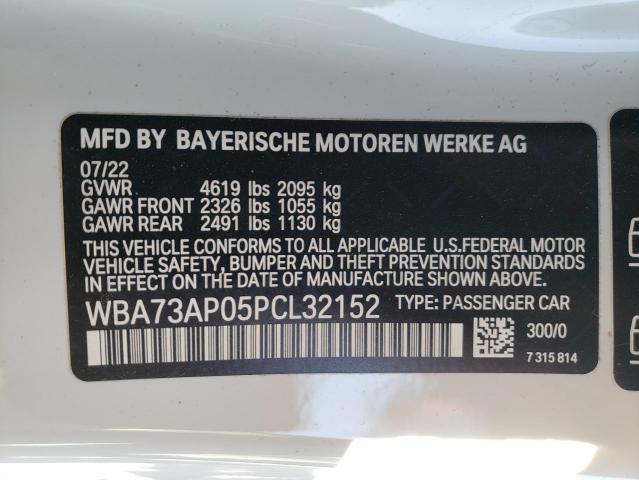 MFD BY BAYERISCHE MOTOREN WERKE AG
07/22
GVWR 4619 lbs 2095 kg
GAWR FRONT 2326 lbs 1055 kg
GAWR REAR 2491 lbs 1130 kg
THIS VEHICLE CONFORMS TO ALL APPLICABLE U.S.FEDERAL MOTOR
VEHICLE SAFETY, BUMPER, AND THEFT PREVENTION STANDARDS
IN EFFECT ON THE DATE OF MANUFACTURE SHOWN ABOVE.
WBA73AP05PCL32152 TYPE: PASSENGER CAR
300/0
7 315 814